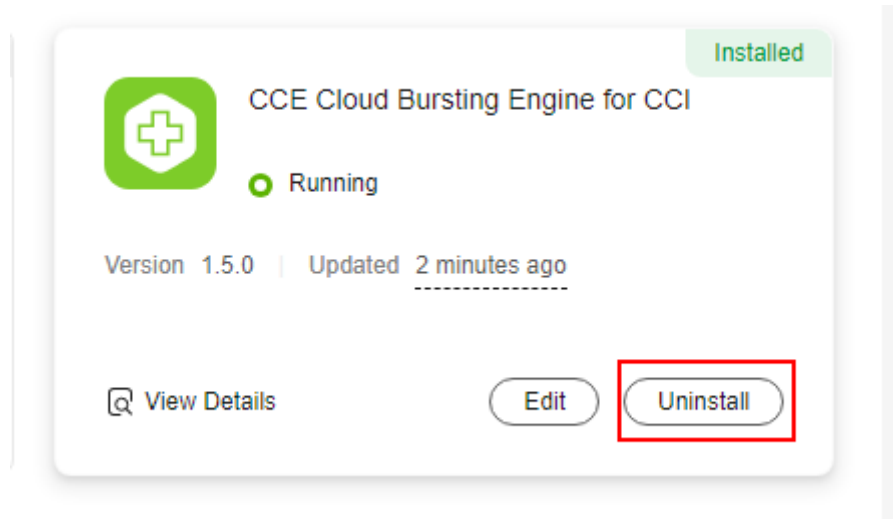 Installed
CCE Cloud Bursting Engine for CCI
Running
Version 1.5.0 Updated 2 minutes ago
View Details Edit Uninstall